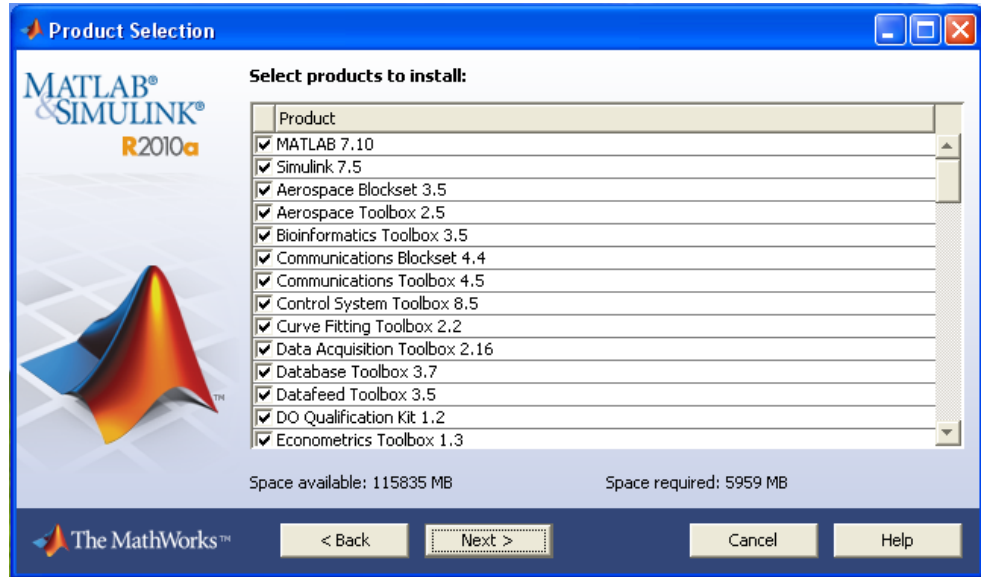 Product Selection
MATLAB®
&SIMULINK®
R2010a
Select products to install:
Product
MATLAB 7.10
Simulink 7.5
Aerospace Blockset 3.5
Aerospace Toolbox 2.5
Bioinformatics Toolbox 3.5
Communications Blockset 4.4
Communications Toolbox 4.5
Control System Toolbox 8.5
Curve Fitting Toolbox 2.2
Data Acquisition Toolbox 2.16
Database Toolbox 3.7
Datafeed Toolbox 3.5
DO Qualification Kit 1.2
Econometrics Toolbox 1.3
TM
Space available: 115835 MB
Space required: 5959 MB
The MathWorks™
< Back
Next >
Cancel
Help